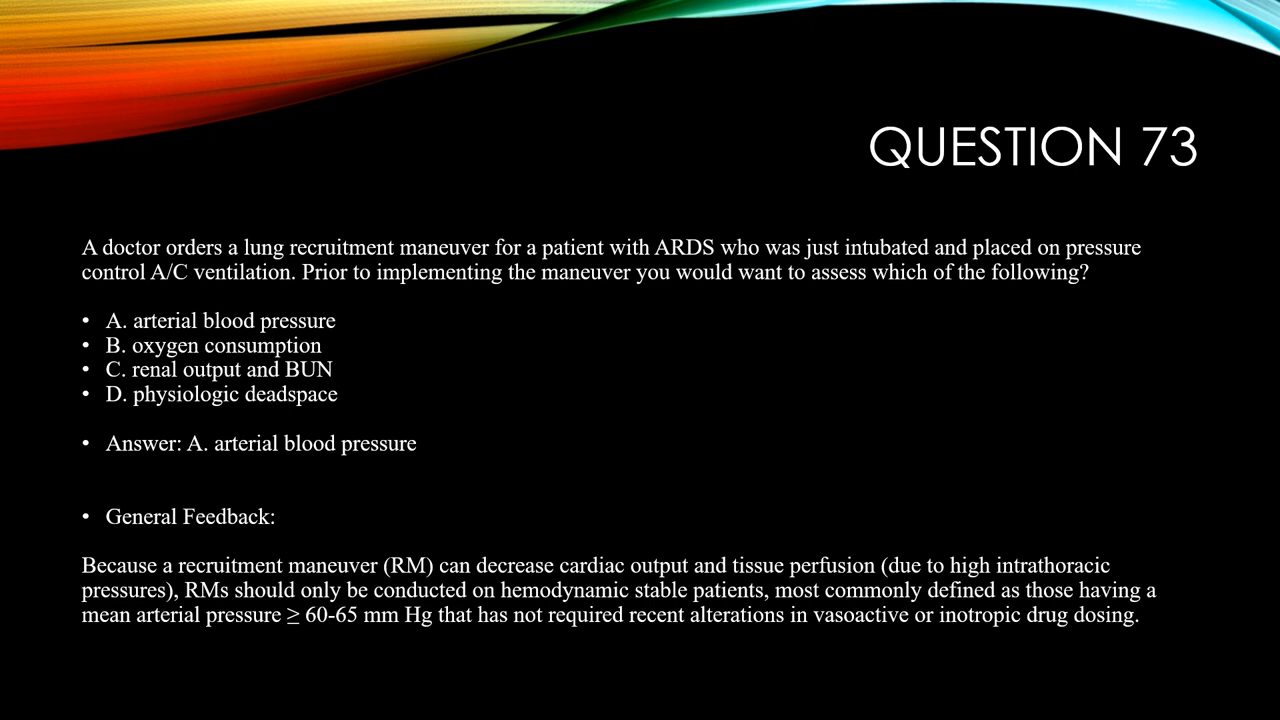 QUESTION 73
A doctor orders a lung recruitment maneuver for a patient with ARDS who was just intubated and placed on pressure
control A/C ventilation. Prior to implementing the maneuver you would want to assess which of the following?
• A. arterial blood pressure
• B. oxygen consumption
• C. renal output and BUN
• D. physiologic deadspace
• Answer: A. arterial blood pressure
• General Feedback:
Because a recruitment maneuver (RM) can decrease cardiac output and tissue perfusion (due to high intrathoracic
pressures), RMs should only be conducted on hemodynamic stable patients, most commonly defined as those having a
mean arterial pressure ≥ 60-65 mm Hg that has not required recent alterations in vasoactive or inotropic drug dosing.